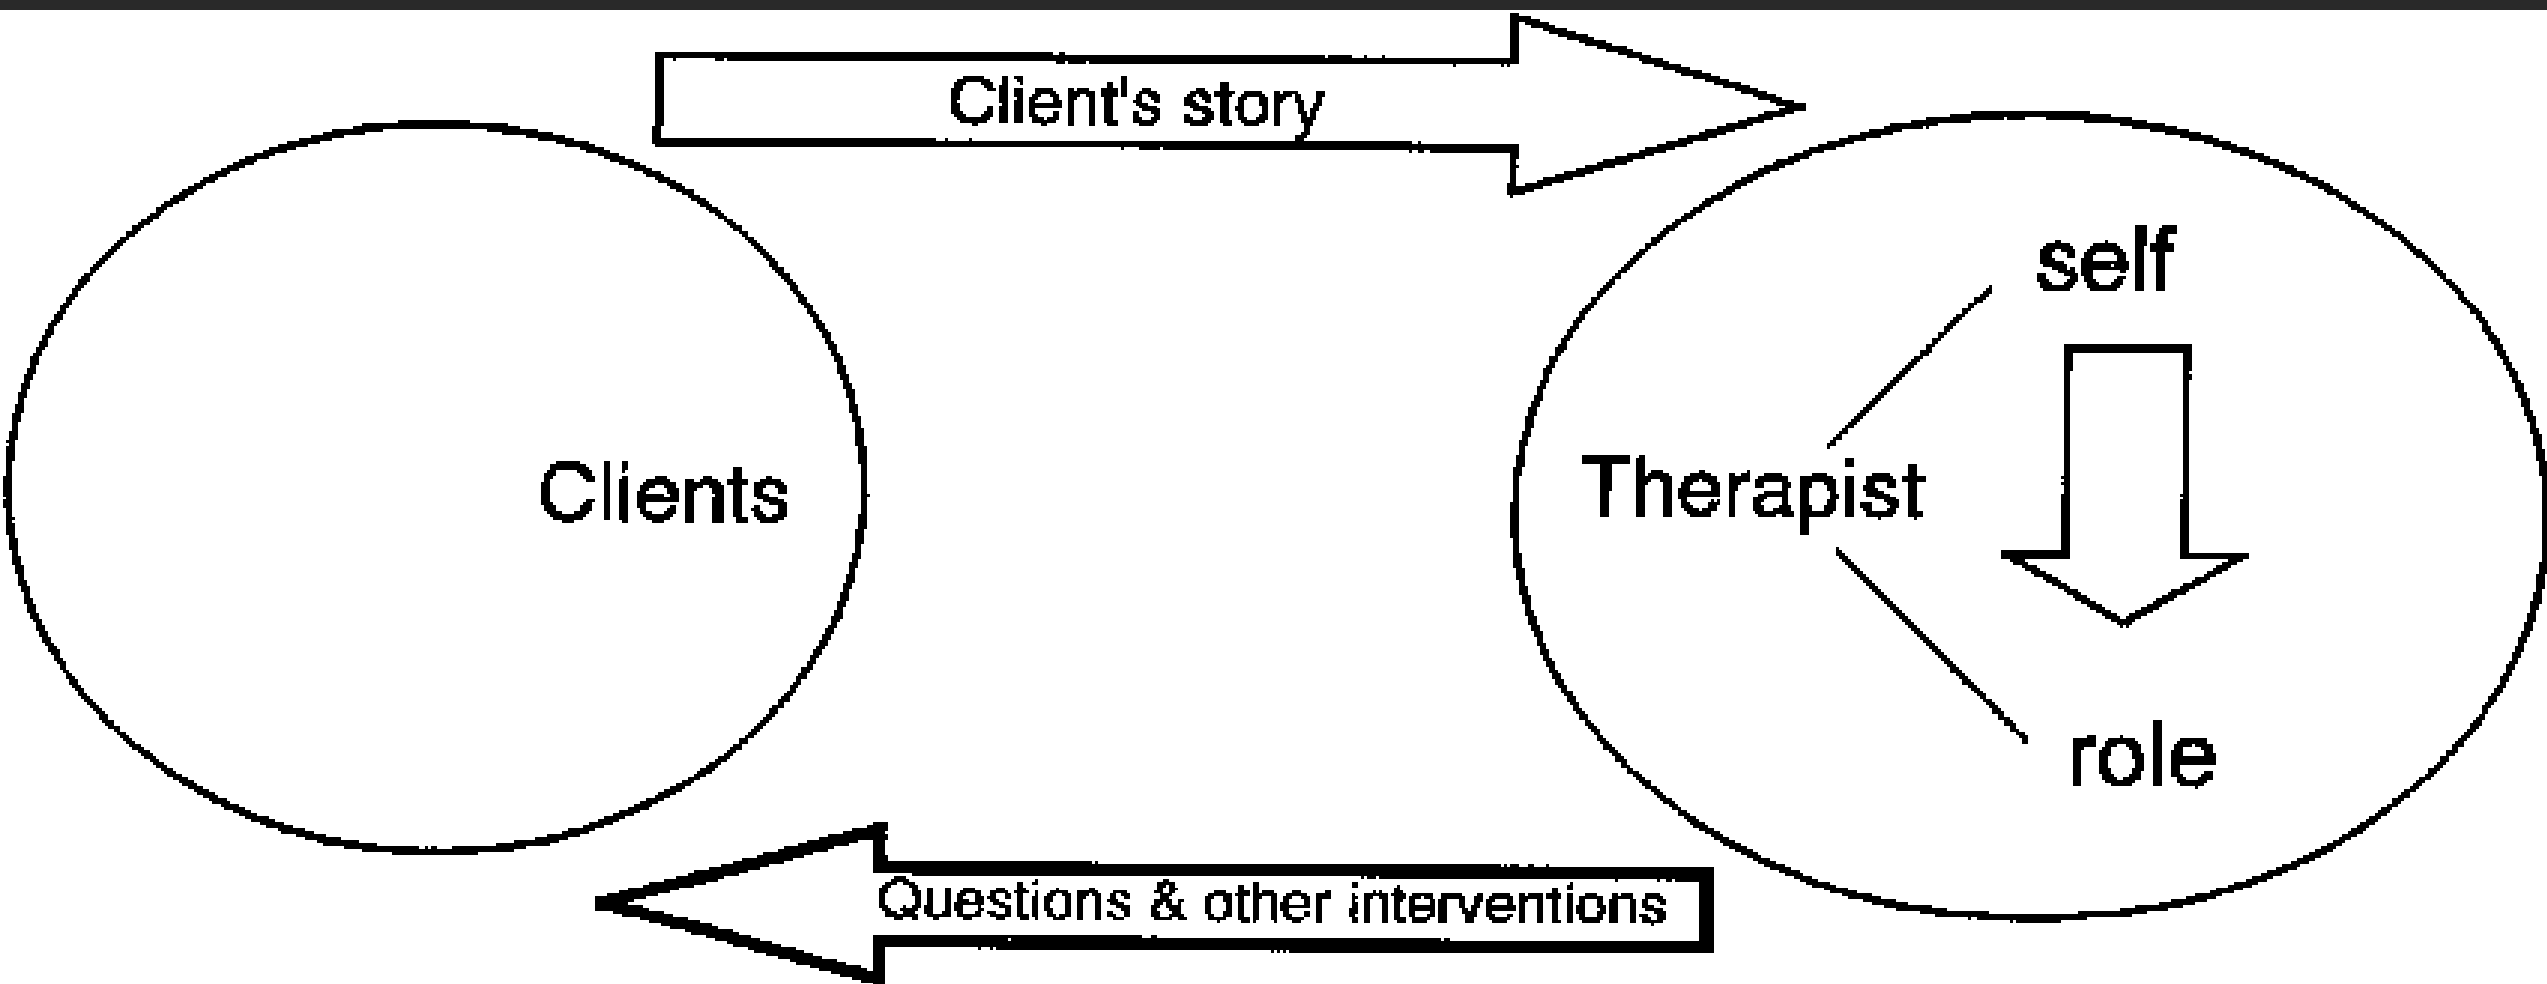 Client's story
self
Clients
Therapist
role
Questions & other interventions